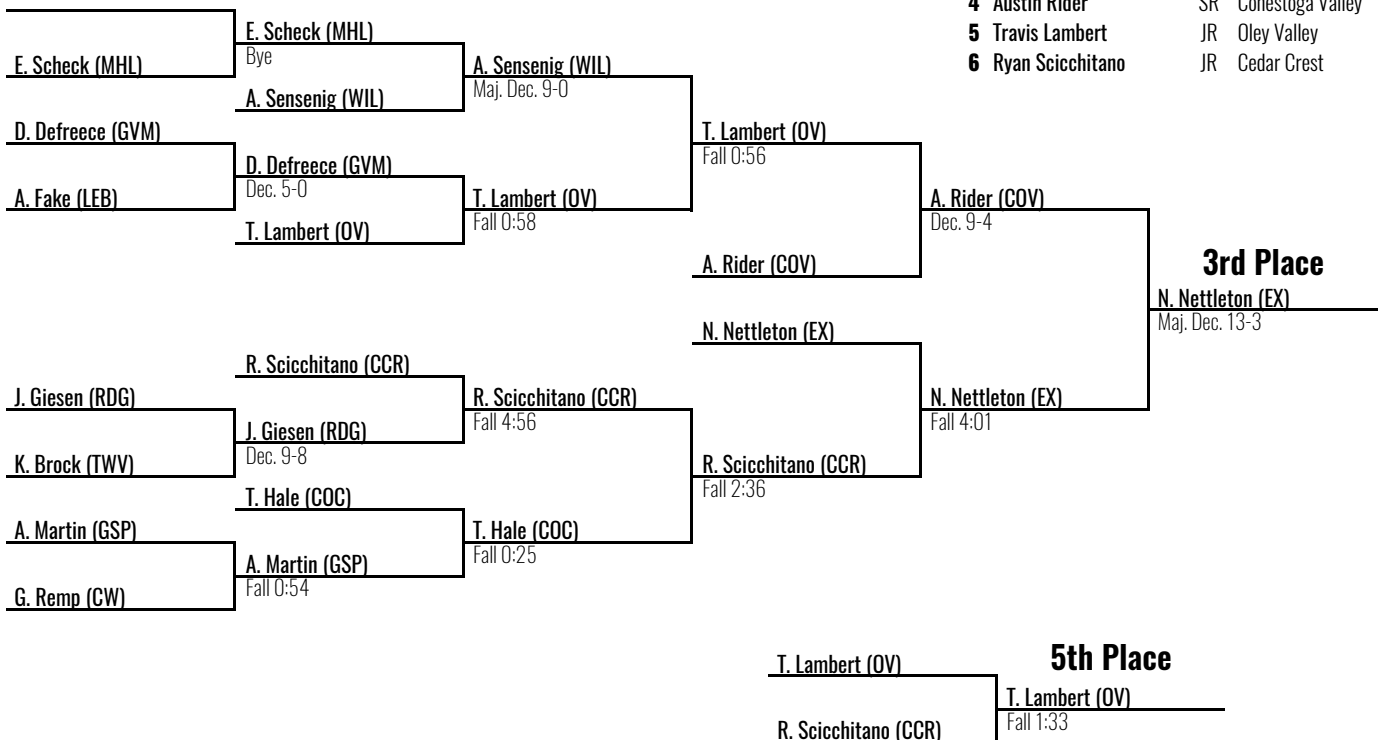 4 Austin Rider SR Conestoga Valley
5 Travis Lambert JR Oley Valley
6 Ryan Scicchitano JR Cedar Crest
E. Scheck (MHL)
E. Scheck (MHL)
Bye
A. Sensenig (WIL)
A. Sensenig (WIL)
Maj. Dec. 9-0
D. Defreece (GVM)
A. Fake (LEB)
D. Defreece (GVM)
Dec. 5-0
T. Lambert (OV)
T. Lambert (OV)
Fall 0:58
T. Lambert (OV)
Fall 0:56
A. Rider (COV)
A. Rider (COV)
Dec. 9-4
3rd Place
N. Nettleton (EX)
Maj. Dec. 13-3
N. Nettleton (EX)
N. Nettleton (EX)
Fall 4:01
R. Scicchitano (CCR)
J. Giesen (RDG)
K. Brock (TWV)
J. Giesen (RDG)
Dec. 9-8
R. Scicchitano (CCR)
Fall 4:56
R. Scicchitano (CCR)
Fall 2:36
T. Hale (COC)
A. Martin (GSP)
G. Remp (CW)
A. Martin (GSP)
Fall 0:54
T. Hale (COC)
Fall 0:25
5th Place
T. Lambert (OV)
R. Scicchitano (CCR)
T. Lambert (OV)
Fall 1:33